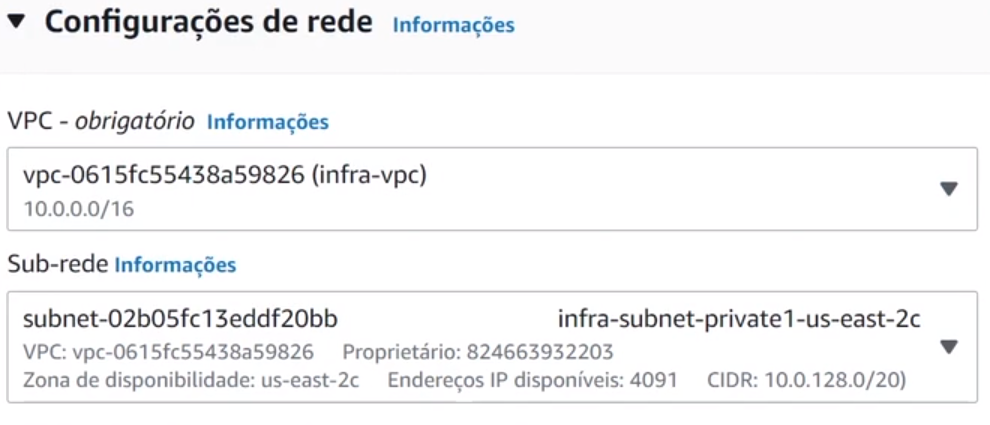 Configurações de rede Informações
VPC - obrigatório Informações
vpc-0615fc55438a59826 (infra-vpc)
10.0.0.0/16
Sub-rede Informações
subnet-02b05fc13eddf20bb infra-subnet-private1-us-east-2c
VPC: vpc-0615fc55438a59826 Proprietário: 824663932203
Zona de disponibilidade: us-east-2c Endereços IP disponíveis: 4091 CIDR: 10.0.128.0/20)